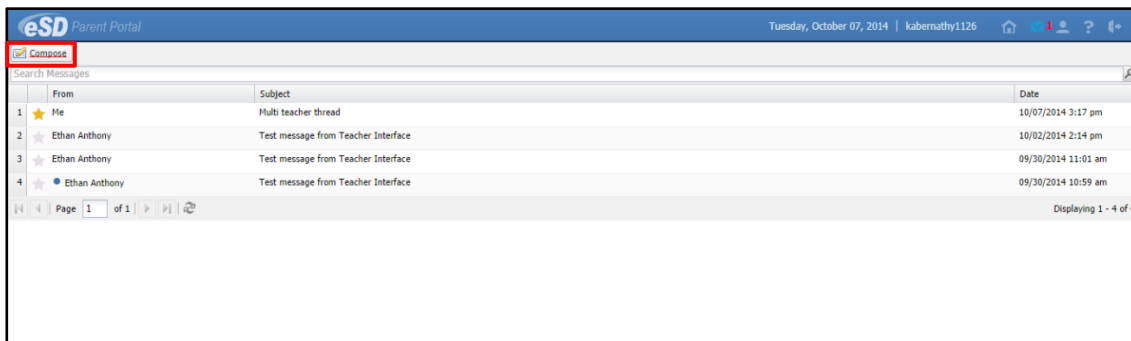 eSD Parent Portal Tuesday, October 07, 2014 | kabernathy1126 1 ?
Compose
Search Messages
From Subject Date
1 Me Multi teacher thread 10/07/2014 3:17 pm
2 Ethan Anthony Test message from Teacher Interface 10/02/2014 2:14 pm
3 Ethan Anthony Test message from Teacher Interface 09/30/2014 11:01 am
4 Ethan Anthony Test message from Teacher Interface 09/30/2014 10:59 am
Page 1 of 1 Displaying 1 - 4 of